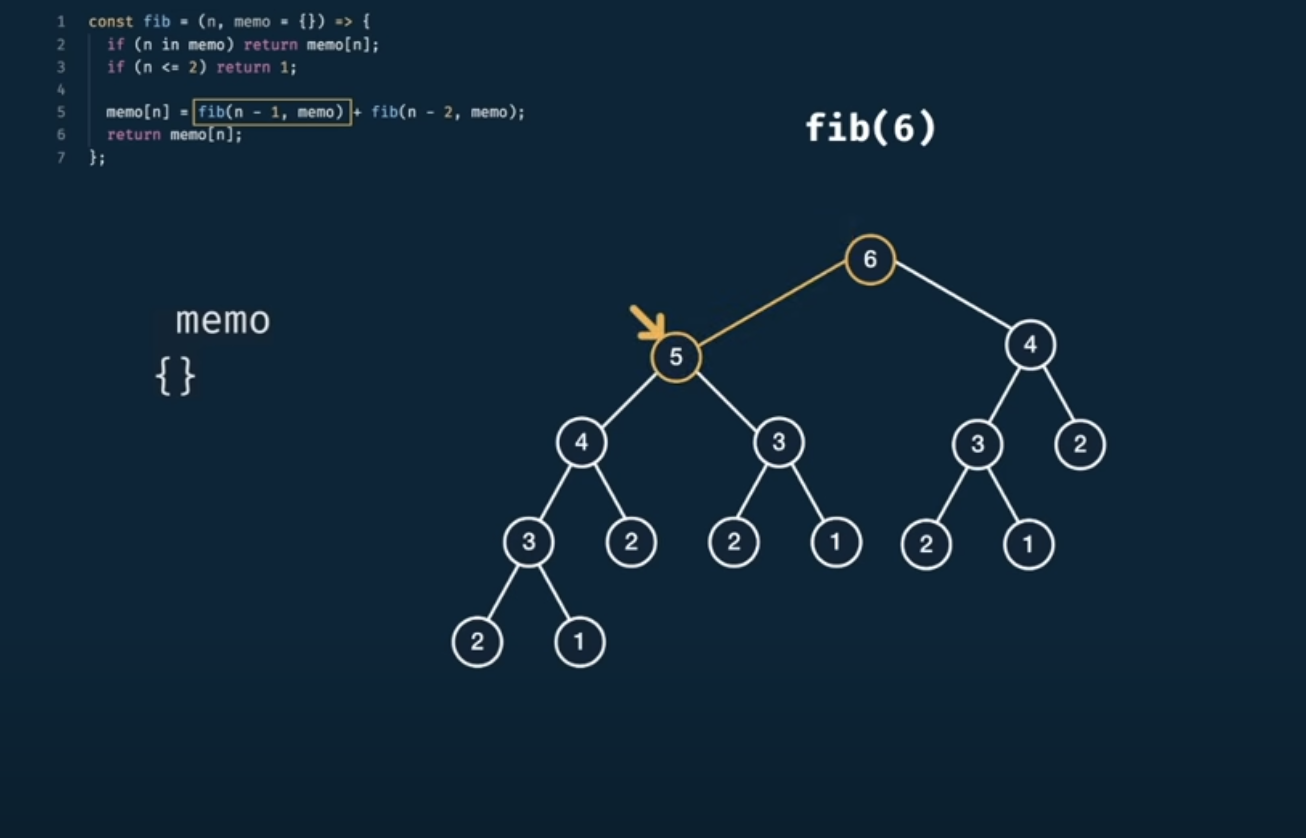 1 const fib = (n, memo = {}) => {
2 if (n in memo) return memo[n];
3 if (n <= 2) return 1;
4
5 memo[n] = fib(n - 1, memo) + fib(n - 2, memo);
6 return memo[n];
7 };
fib(6)
memo
{}
6
5
4
4
3
3
2
3
2
2
1
2
1
2
1